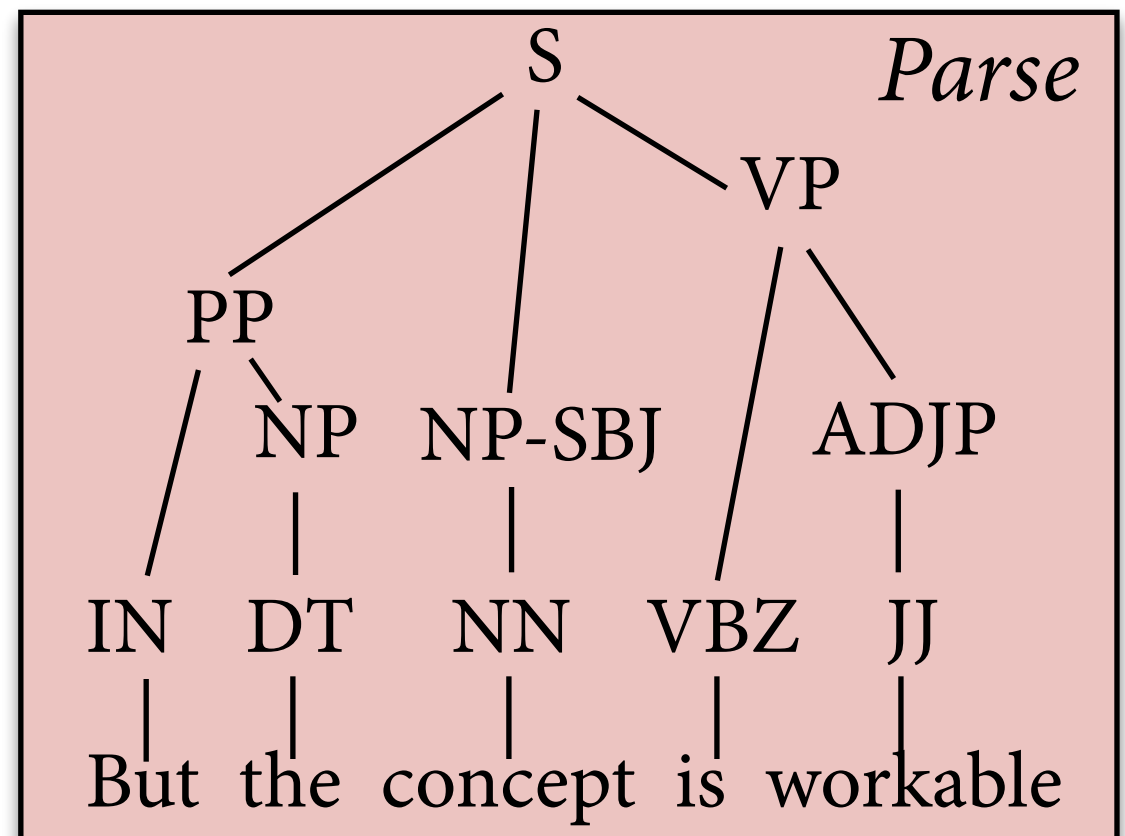 S Parse
VP
PP
NP NP-SBJ ADJP
IN DT NN VBZ JJ
But the concept is workable